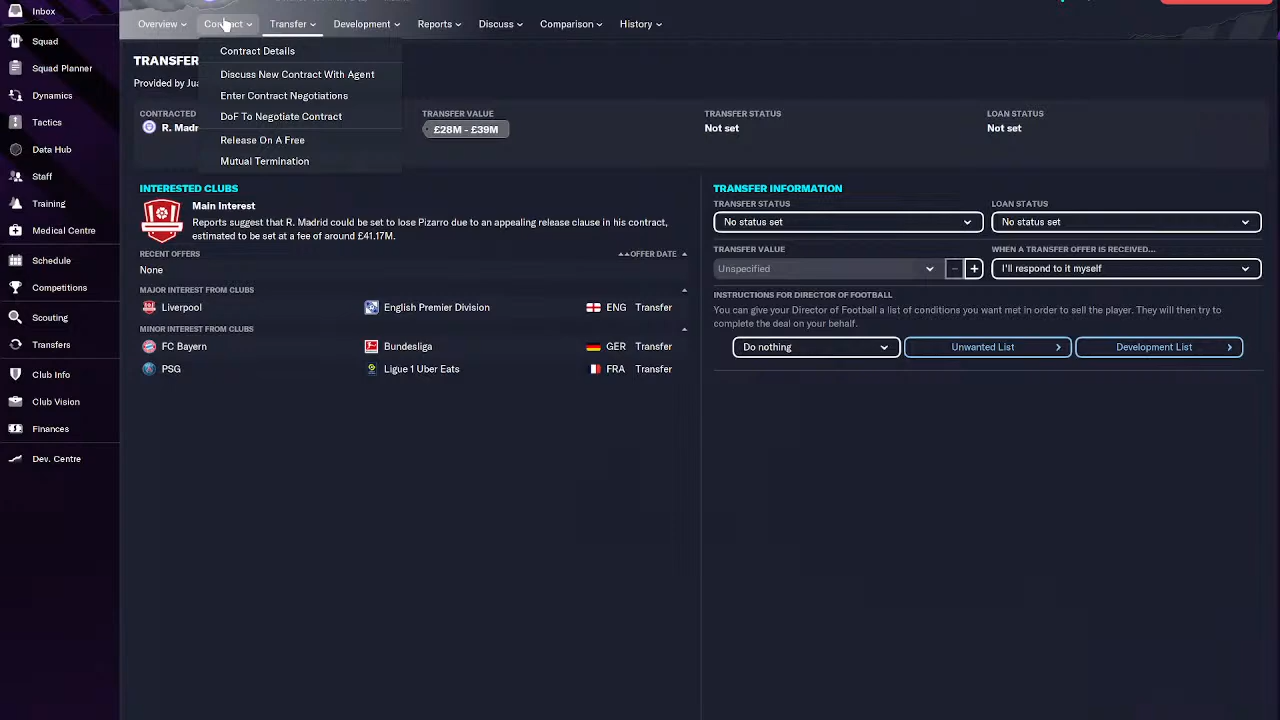 Inbox
Squad
Squad Planner
Dynamics
Tactics
Data Hub
Staff
Training
Medical Centre
Schedule
Competitions
Scouting
Transfers
Club Info
Club Vision
Finances
Dev. Centre
Overview
Contract
Transfer
Development
Reports
Discuss
Comparison
History
Contract Details
Discuss New Contract With Agent
Enter Contract Negotiations
DoF To Negotiate Contract
Release On A Free
Mutual Termination
TRANSFER
Provided by Jua
CONTRACTED
R. Madr
TRANSFER VALUE
£28M - £39M
TRANSFER STATUS
Not set
LOAN STATUS
Not set
INTERESTED CLUBS
Main Interest
Reports suggest that R. Madrid could be set to lose Pizarro due to an appealing release clause in his contract,
estimated to be set at a fee of around £41.17M.
RECENT OFFERS
OFFER DATE
None
MAJOR INTEREST FROM CLUBS
Liverpool English Premier Division ENG Transfer
MINOR INTEREST FROM CLUBS
FC Bayern Bundesliga GER Transfer
PSG Ligue 1 Uber Eats FRA Transfer
TRANSFER INFORMATION
TRANSFER STATUS
No status set
LOAN STATUS
No status set
TRANSFER VALUE
Unspecified
WHEN A TRANSFER OFFER IS RECEIVED...
I'll respond to it myself
INSTRUCTIONS FOR DIRECTOR OF FOOTBALL
You can give your Director of Football a list of conditions you want met in order to sell the player. They will then try to
complete the deal on your behalf.
Do nothing
Unwanted List
Development List